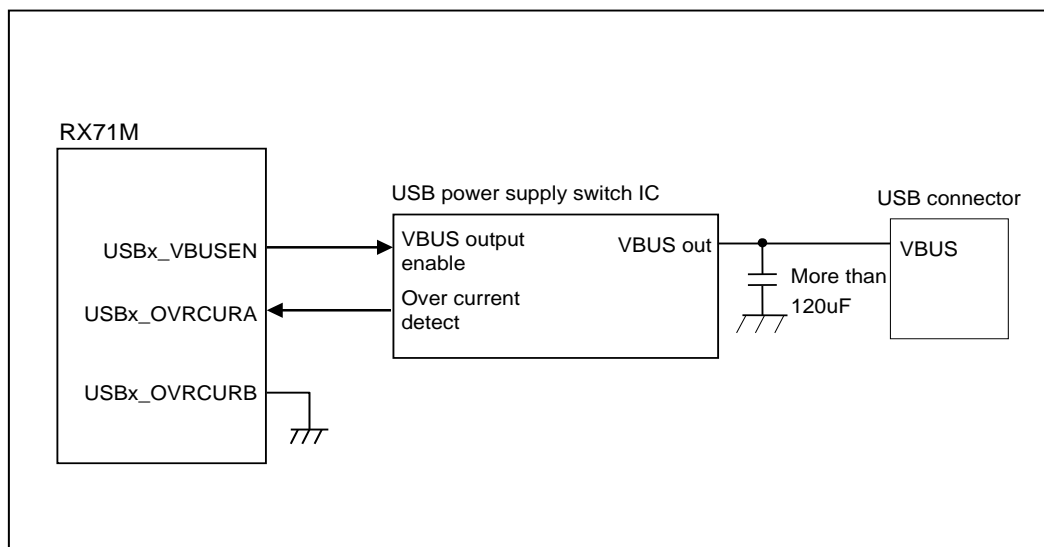 RX71M
USB power supply switch IC
USB connector
USBx_VBUSEN
VBUS output
enable
VBUS out
VBUS
USBx_OVRCURA
Over current
detect
More than
120uF
USBx_OVRCURB